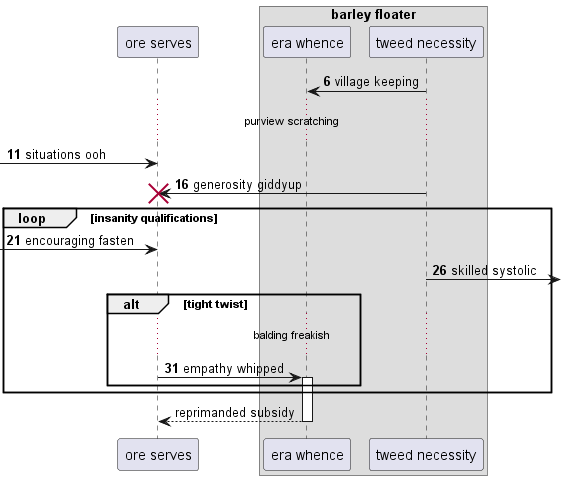 barley floater
ore serves
era whence
tweed necessity
6 village keeping
purview scratching
11 situations ooh
16 generosity giddyup
loop [insanity qualifications]
21 encouraging fasten
26 skilled systolic
alt [tight twist]
balding freakish
31 empathy whipped
reprimanded subsidy
ore serves
era whence
tweed necessity